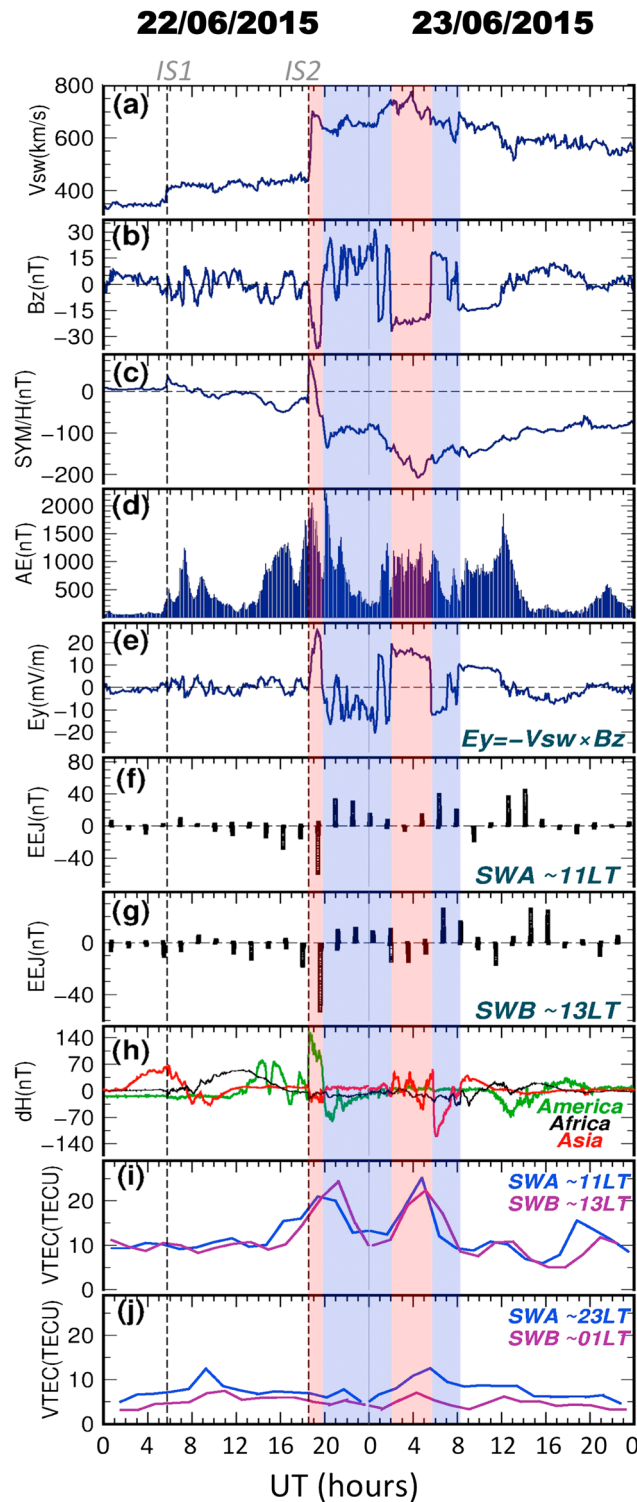 22/06/2015 23/06/2015
IS1 IS2
(a)
Vsw(km/s)
800
600
400
(b)
Bz(nT)
30
15
0
−15
−30
(c)
SYM/H(nT)
0
−100
−200
(d)
AE(nT)
2000
1500
1000
500
(e)
Ey(mV/m)
20
10
0
−10
−20
Ey=−Vsw×Bz
(f)
EEJ(nT)
80
40
0
−40
SWA ~11LT
(g)
EEJ(nT)
40
0
−40
SWB ~13LT
(h)
dH(nT)
140
70
0
−70
−140
America
Africa
Asia
(i)
VTEC(TECU)
20
10
0
SWA ~11LT
SWB ~13LT
(j)
VTEC(TECU)
20
10
0
SWA ~23LT
SWB ~01LT
0 4 8 12 16 20 0 4 8 12 16 20 0
UT (hours)